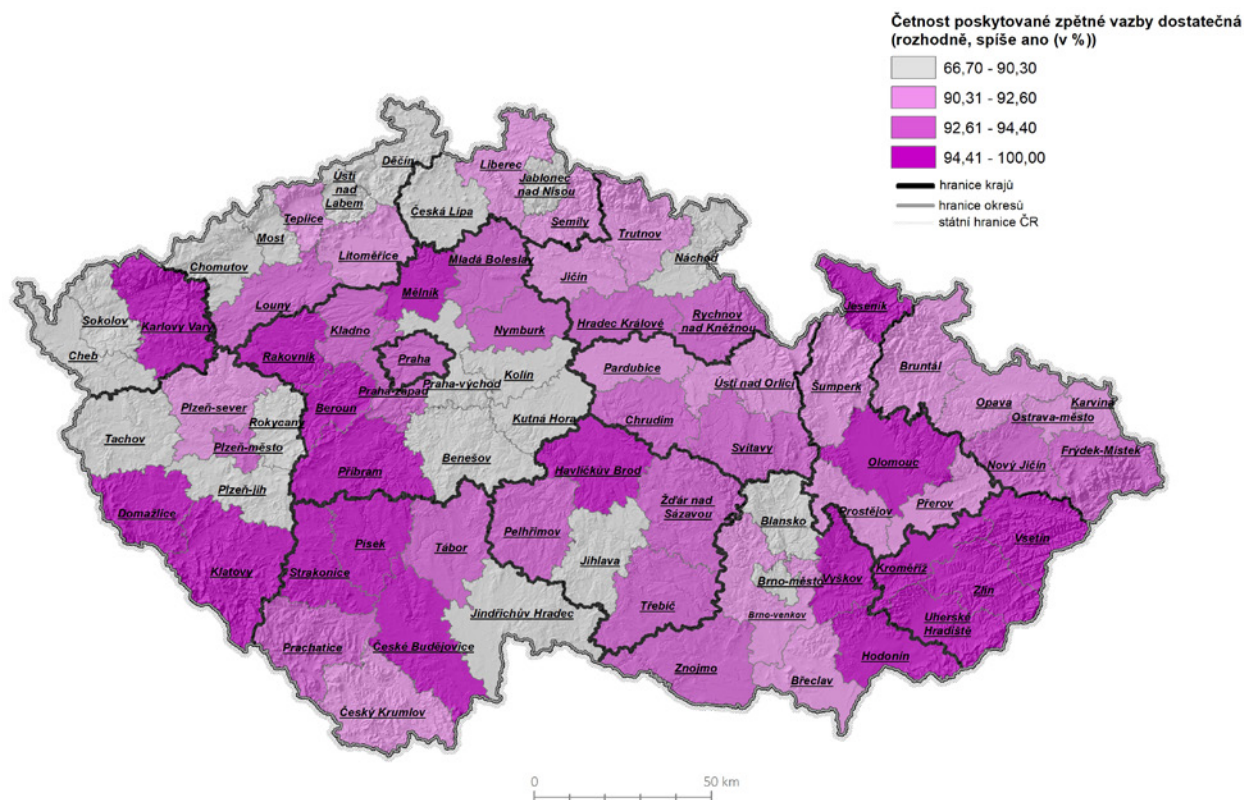 Četnost poskytované zpětné vazby dostatečná
(rozhodně, spíše ano (v %))
66,70 - 90,30
90,31 - 92,60
92,61 - 94,40
94,41 - 100,00
hranice krajů
hranice okresů
státní hranice ČR
Děčín
Liberec
Ústí
nad
Labem
Jablonec
nad Nisou
Česká Lípa
Teplice
Semily
Trutnov
Most
Litoměřice
Náchod
Chomutov
Mladá Boleslav
Jičín
Mělník
Louny
Jeseník
Sokolov
Karlovy Vary
Kladno
Nymburk
Hradec Králové
Rychnov
nad Kněžnou
Cheb
Rakovník
Praha
Pardubice
Bruntál
Kolín
Praha-východ
Ústí nad Orlicí
Šumperk
Praha-západ
Opava
Karviná
Plzeň-sever
Beroun
Ostrava-město
Rokycany
Kutná Hora
Chrudim
Tachov
Plzeň-město
Svitavy
Frýdek-Místek
Benešov
Olomouc
Nový Jičín
Příbram
Havlíčkův Brod
Plzeň-jih
Žďár nad
Sázavou
Přerov
Domažlice
Prostějov
Blansko
Pelhřimov
Vsetín
Písek
Tábor
Jihlava
Klatovy
Strakonice
Kroměříž
Brno-město
Vyškov
Zlín
Třebíč
Jindřichův Hradec
Brno-venkov
Uherské
Hradiště
Prachatice
České Budějovice
Hodonín
Znojmo
Břeclav
Český Krumlov
0
50 km